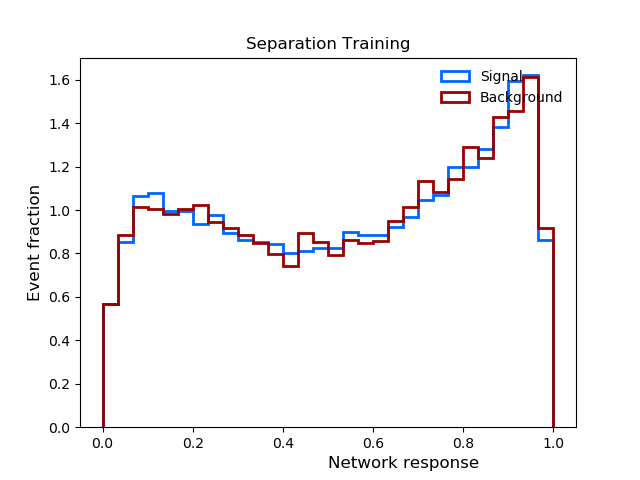 Separation Training
Signal
Background
1.6
1.4
1.2
1.0
0.8
0.6
0.4
0.2
0.0
Event fraction
0.0 0.2 0.4 0.6 0.8 1.0
Network response